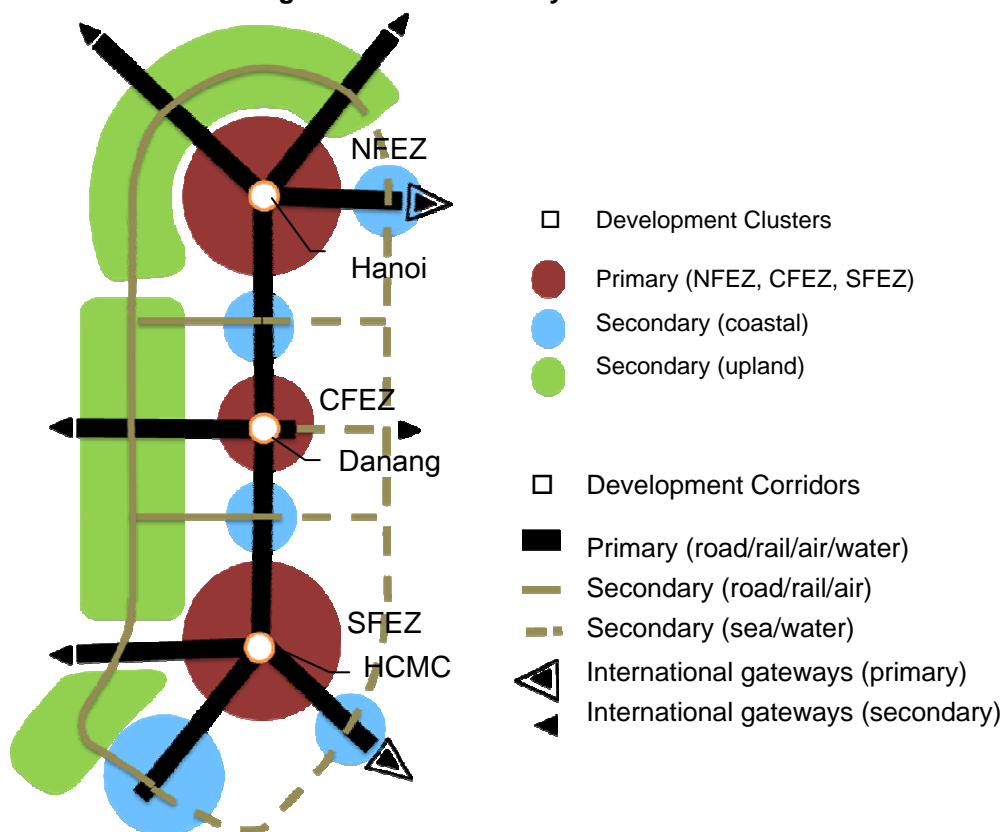 NFEZ
Hanoi
CFEZ
Danang
SFEZ
HCMC
Development Clusters
Primary (NFEZ, CFEZ, SFEZ)
Secondary (coastal)
Secondary (upland)
Development Corridors
Primary (road/rail/air/water)
Secondary (road/rail/air)
Secondary (sea/water)
International gateways (primary)
International gateways (secondary)